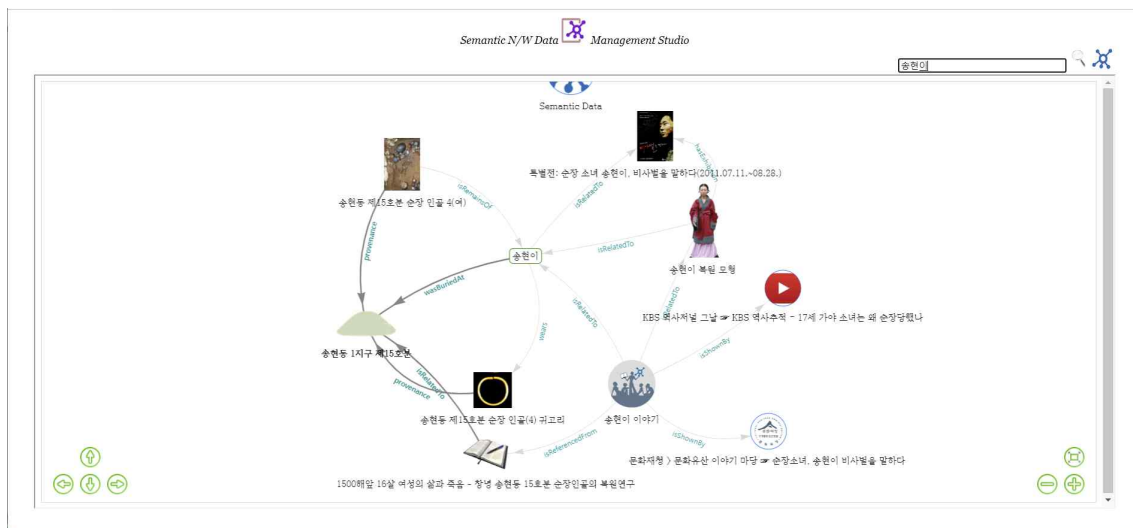 Semantic N/W Data Management Studio
송현이
Semantic Data
hasExhibition
특별전: 순장 소녀 송현이, 비사벌을 말하다(2011.07.11.~08.28.)
isRemainsOf
isRelatedTo
송현동 제15호분 순장 인골 4(여)
provenance
isRelatedTo
송현이
송현이 복원 모형
wasBuriedAt
isRelatedTo
isRelatedTo
KBS 역사저널 그날 ☞ KBS 역사추적 - 17세 가야 소녀는 왜 순장당했나
wears
isShownBy
송현동 1지구 제15호분
isRelatedTo
provenance
송현동 제15호분 순장 인골(4) 귀고리
송현이 이야기
isReferencedFrom
isShownBy
문화재청 > 문화유산 이야기 마당 ☞ 순장소녀, 송현이 비사벌을 말하다
1500해앞 16살 여성의 삶과 죽음 - 창녕 송현동 15호분 순장인골의 복원연구